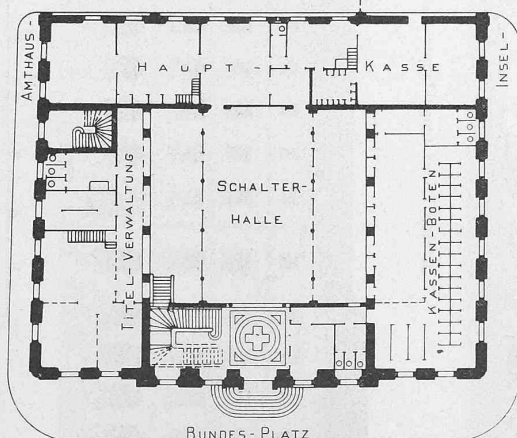 AMTHAUS-
INSEL-
HAUPT - KASSE
TITEL-VERWALTUNG
SCHALTER-
HALLE
KASSEN-BOTEN
BUNDES-PLATZ